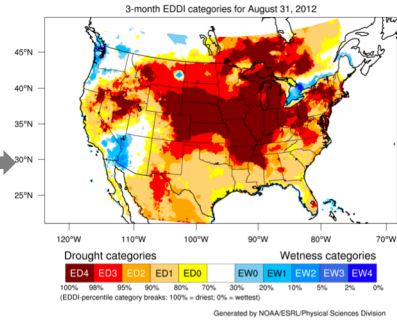 3-month EDDI categories for August 31, 2012
45°N
40°N
35°N
30°N
25°N
120°W 110°W 100°W 90°W 80°W 70°W
Drought categories Wetness categories
ED4 ED3 ED2 ED1 ED0 EW0 EW1 EW2 EW3 EW4
100% 98% 95% 90% 80% 70% 30% 20% 10% 5% 2% 0%
(EDDI-percentile category breaks: 100% = driest; 0% = wettest)
Generated by NOAA/ESRL/Physical Sciences Division